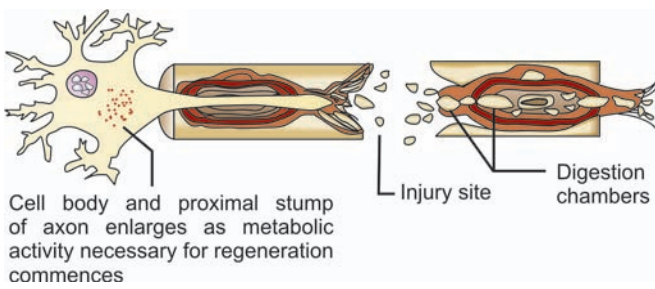 Cell body and proximal stump
of axon enlarges as metabolic
activity necessary for regeneration
commences
Injury site
Digestion
chambers